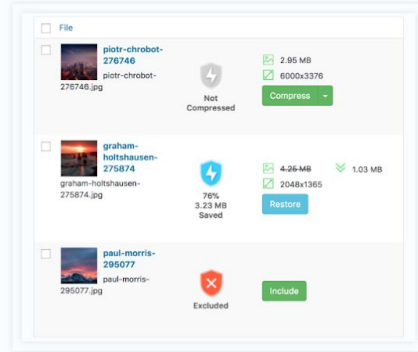 File
piotr-chrobot-
276746
piotr-chrobot-
276746.jpg
Not
Compressed
2.95 MB
6000x3376
Compress
graham-
holtshausen-
275874
graham-holtshausen-
275874.jpg
76%
3.23 MB
Saved
4.25 MB
1.03 MB
2048x1365
Restore
paul-morris-
295077
paul-morris-
295077.jpg
Excluded
Include